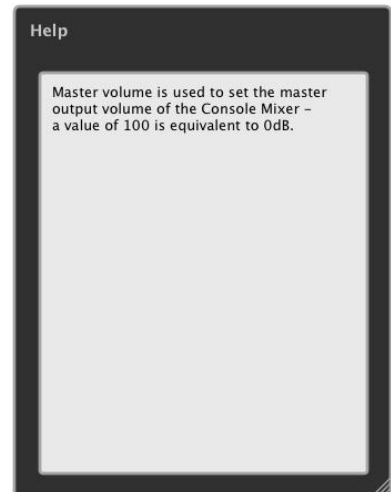 Help
Master volume is used to set the master
output volume of the Console Mixer –
a value of 100 is equivalent to 0dB.